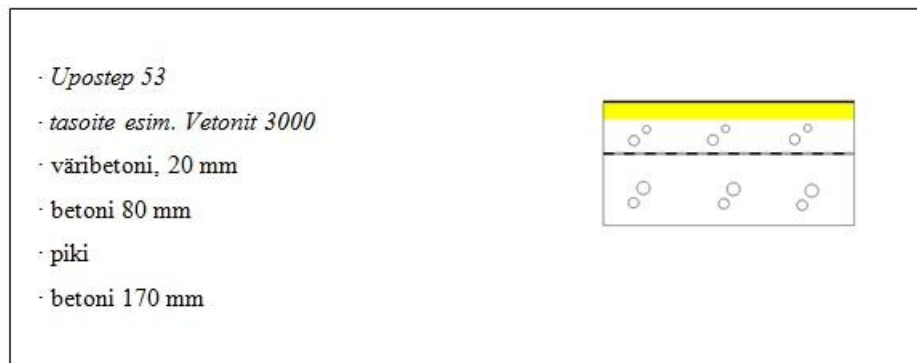 · Upostep 53
· tasoite esim. Vetonit 3000
· väribetoni, 20 mm
· betoni 80 mm
· piki
· betoni 170 mm